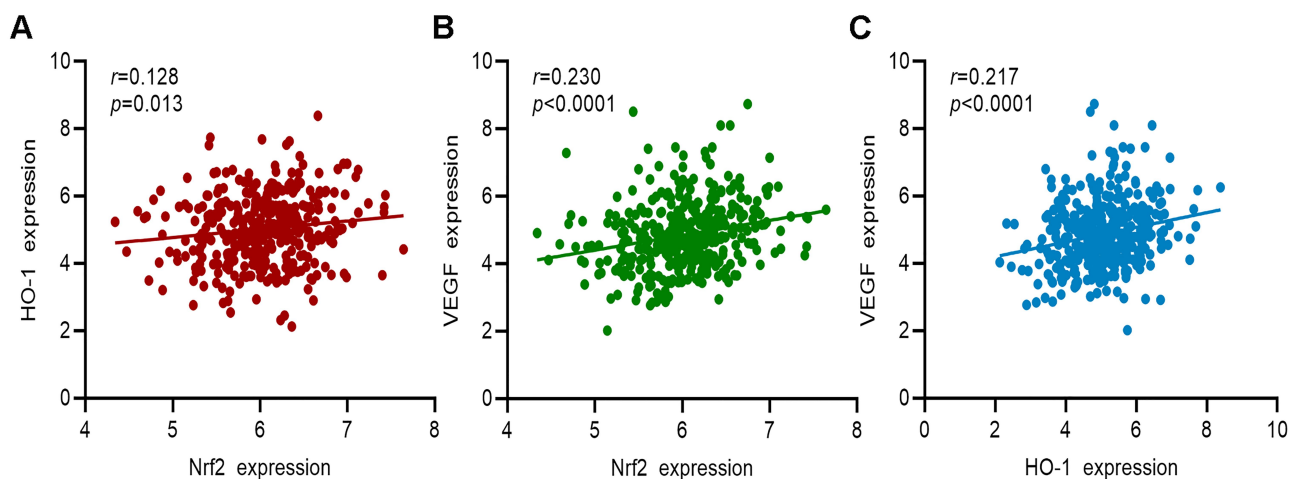 A
r=0.128
p=0.013
10
8
6
4
2
0
HO-1 expression
4 5 6 7 8
Nrf2 expression
B
r=0.230
p<0.0001
10
8
6
4
2
0
VEGF expression
4 5 6 7 8
Nrf2 expression
C
r=0.217
p<0.0001
10
8
6
4
2
0
VEGF expression
0 2 4 6 8 10
HO-1 expression